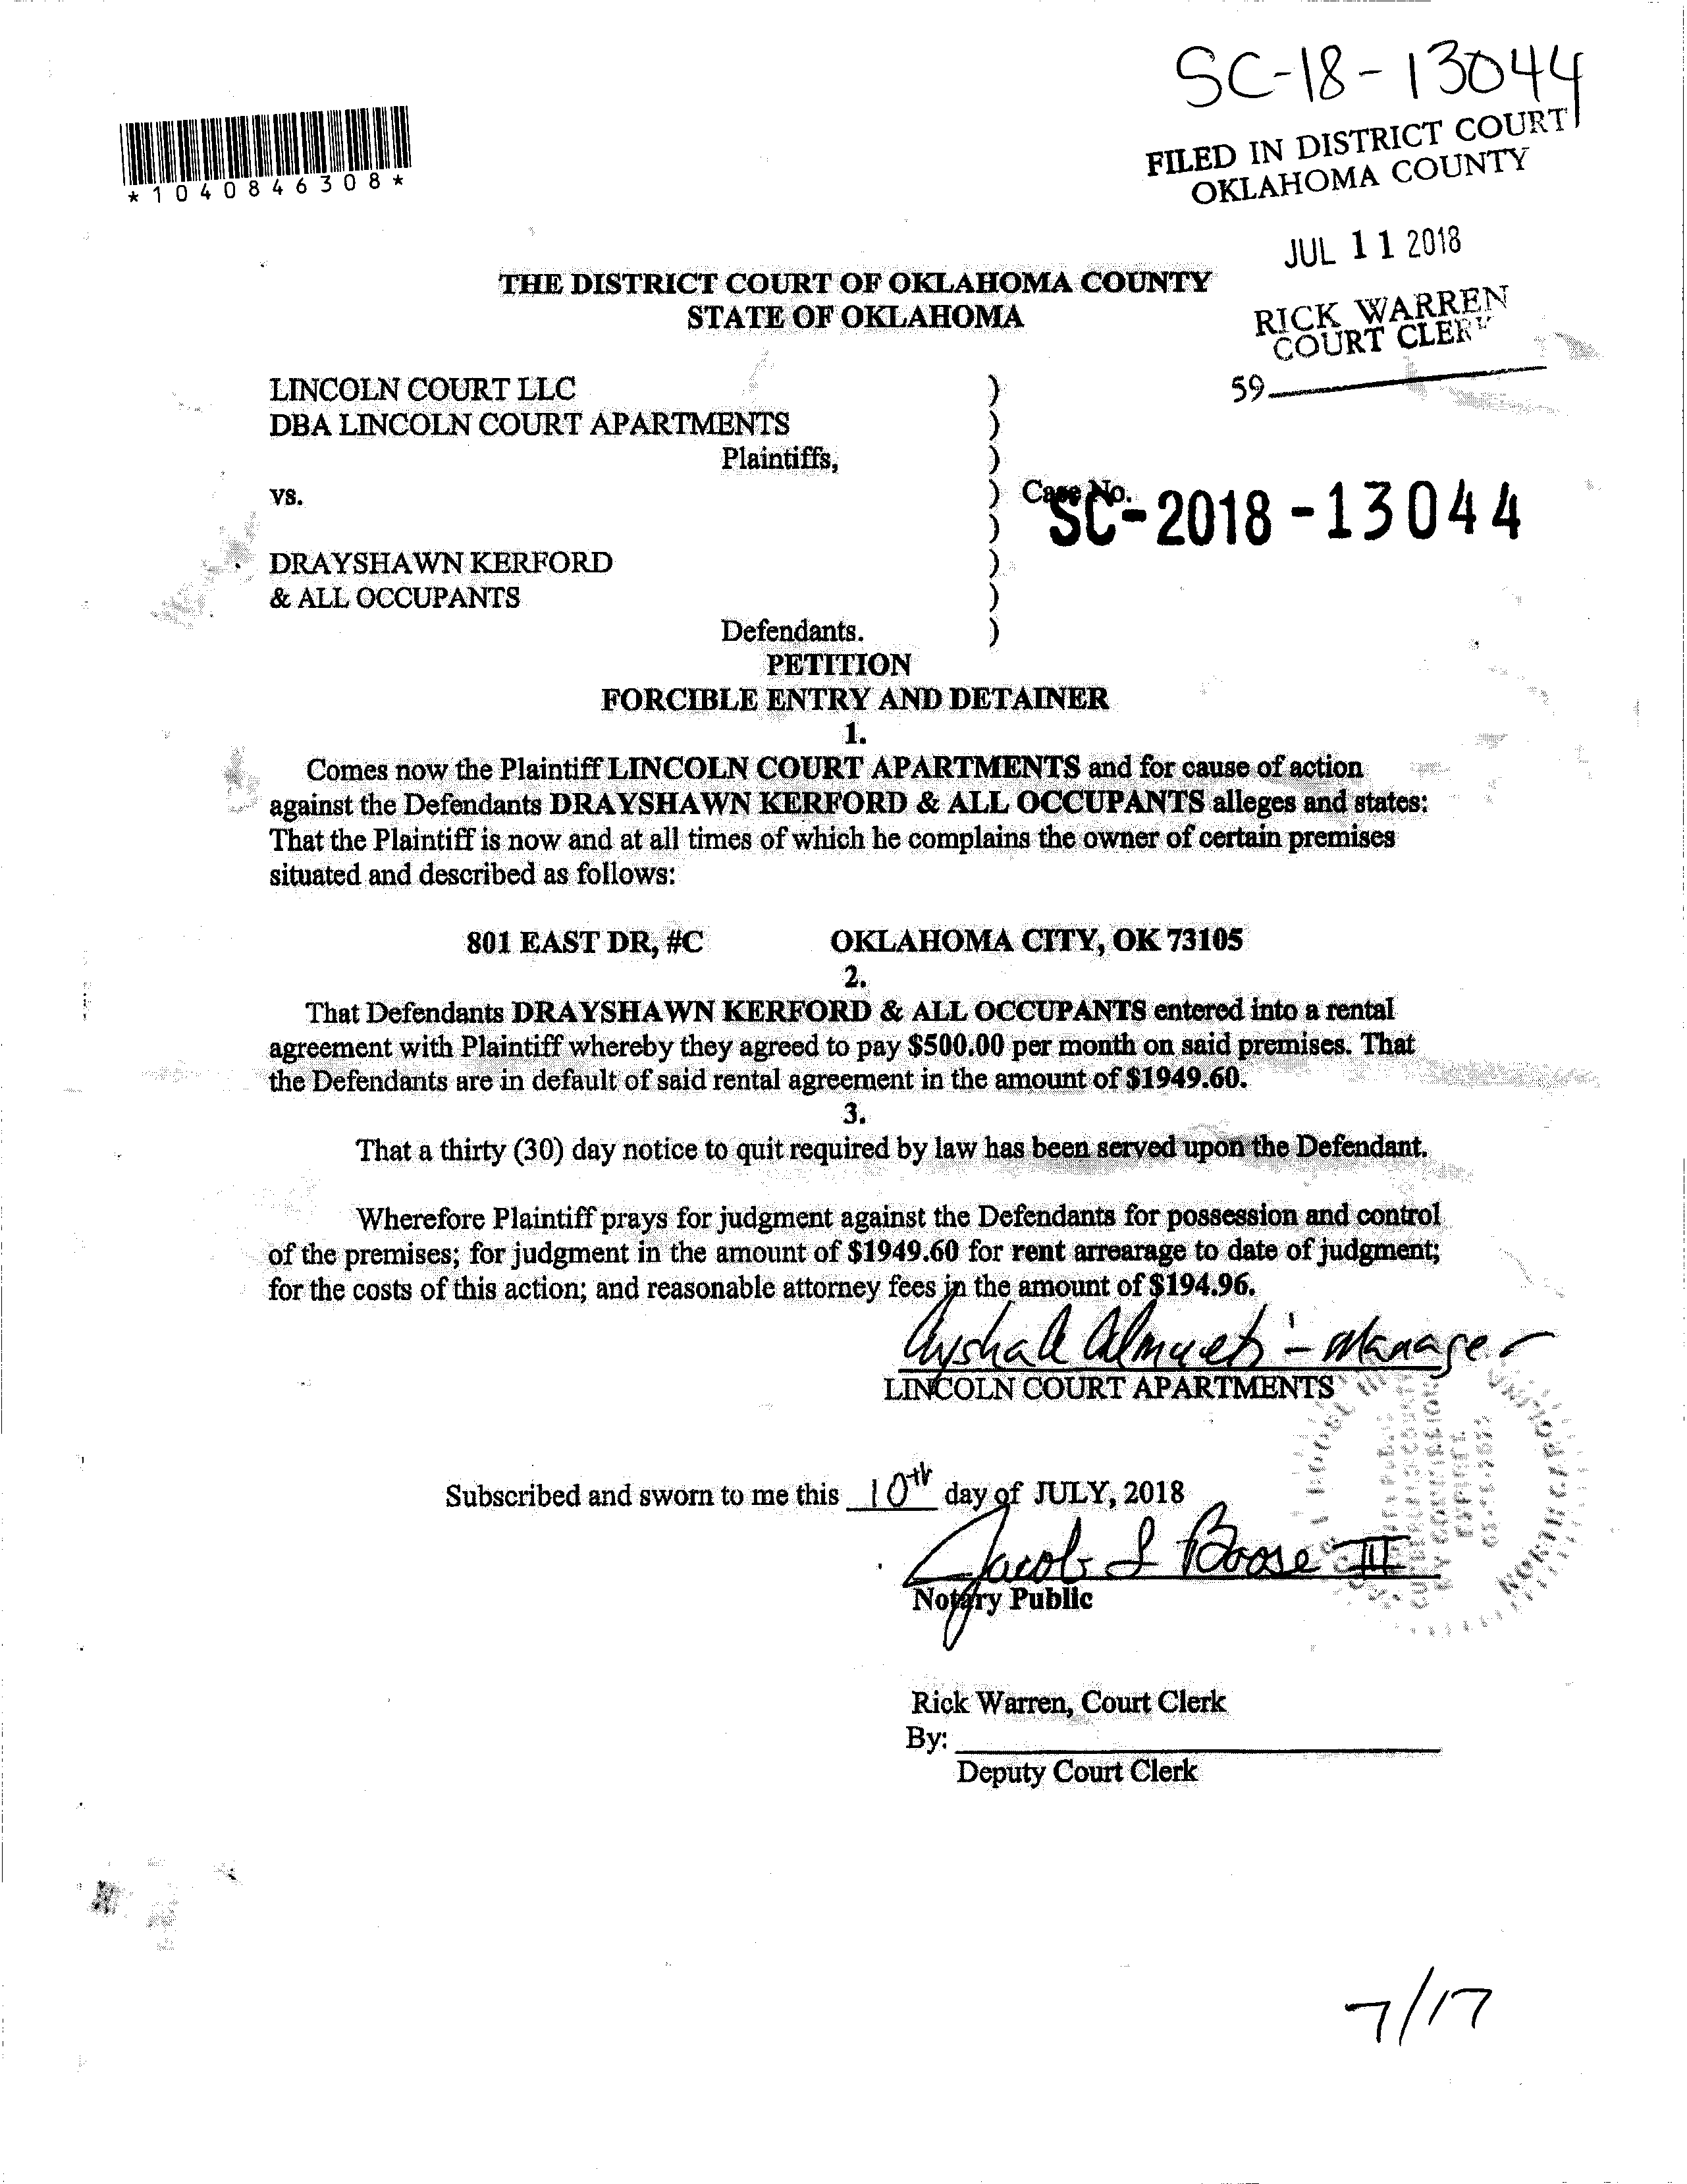 SC-18-13044
FILED IN DISTRICT COURT
OKLAHOMA COUNTY
*1040846308*
JUL 11 2018
THE DISTRICT COURT OF OKLAHOMA COUNTY
STATE OF OKLAHOMA
RICK WARREN
COURT CLERK
59
LINCOLN COURT LLC )
DBA LINCOLN COURT APARTMENTS )
Plaintiffs, )
vs. ) Case No. SC-2018-13044
)
DRAYSHAWN KERFORD )
& ALL OCCUPANTS )
Defendants. )
PETITION
FORCIBLE ENTRY AND DETAINER
1.
Comes now the Plaintiff LINCOLN COURT APARTMENTS and for cause of action
against the Defendants DRAYSHAWN KERFORD & ALL OCCUPANTS alleges and states:
That the Plaintiff is now and at all times of which he complains the owner of certain premises
situated and described as follows:
801 EAST DR, #C OKLAHOMA CITY, OK 73105
2.
That Defendants DRAYSHAWN KERFORD & ALL OCCUPANTS entered into a rental
agreement with Plaintiff whereby they agreed to pay $500.00 per month on said premises. That
the Defendants are in default of said rental agreement in the amount of $1949.60.
3.
That a thirty (30) day notice to quit required by law has been served upon the Defendant.
Wherefore Plaintiff prays for judgment against the Defendants for possession and control
of the premises; for judgment in the amount of $1949.60 for rent arrearage to date of judgment;
for the costs of this action; and reasonable attorney fees in the amount of $194.96.
- Manager
LINCOLN COURT APARTMENTS
Subscribed and sworn to me this 10th day of JULY, 2018
Jacob L Boose III
Notary Public
Rick Warren, Court Clerk
By:
Deputy Court Clerk
7/17